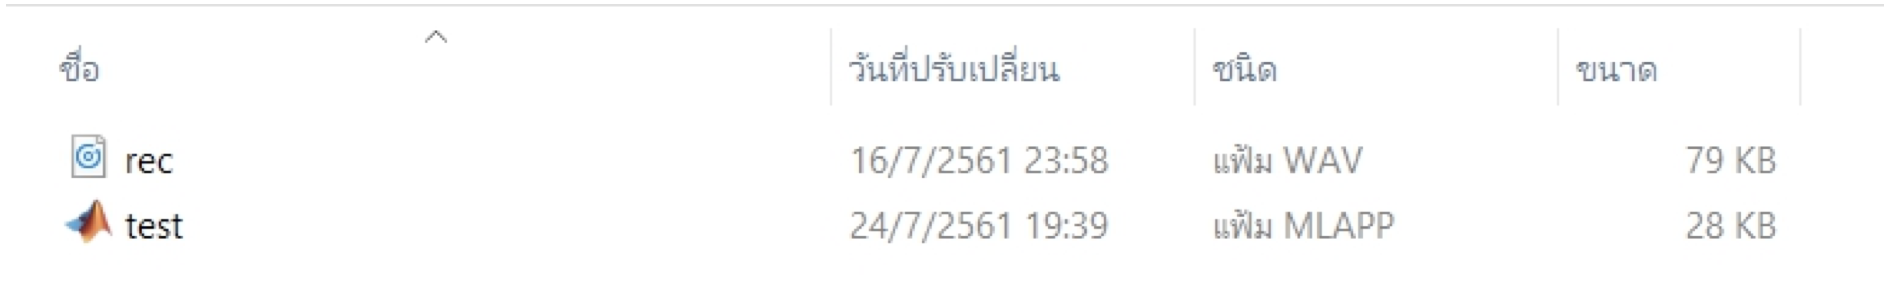 ชื่อ วันที่ปรับเปลี่ยน ชนิด ขนาด
rec 16/7/2561 23:58 แฟ้ม WAV 79 KB
test 24/7/2561 19:39 แฟ้ม MLAPP 28 KB